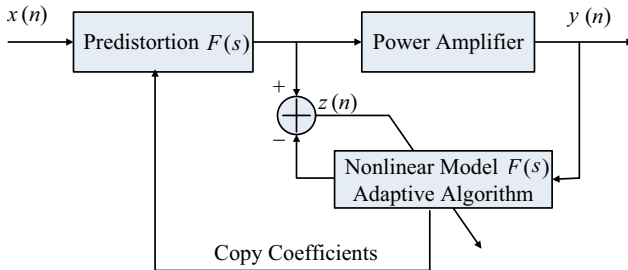 x(n)
y(n)
Predistortion F(s)
Power Amplifier
+
z(n)
−
Nonlinear Model F(s)
Adaptive Algorithm
Copy Coefficients